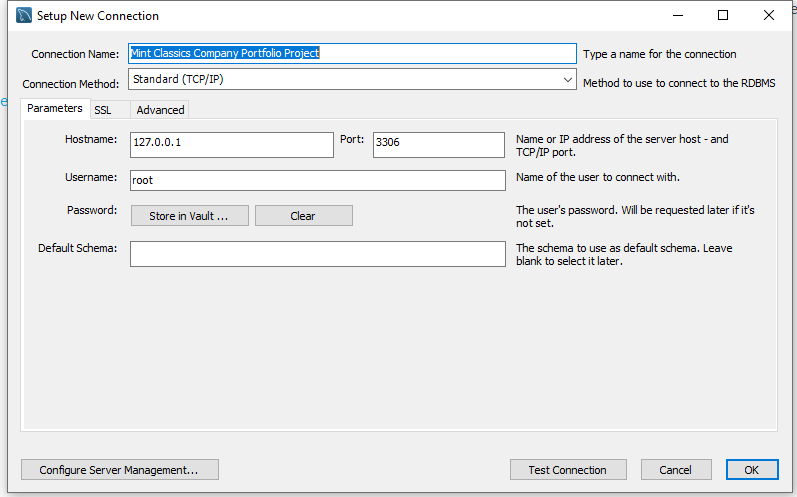 Setup New Connection
Connection Name: Mint Classics Company Portfolio Project Type a name for the connection
Connection Method: Standard (TCP/IP) Method to use to connect to the RDBMS
Parameters SSL Advanced
Hostname: 127.0.0.1 Port: 3306 Name or IP address of the server host - and
TCP/IP port.
Username: root Name of the user to connect with.
Password: Store in Vault ... Clear The user's password. Will be requested later if it's
not set.
Default Schema: The schema to use as default schema. Leave
blank to select it later.
Configure Server Management... Test Connection Cancel OK